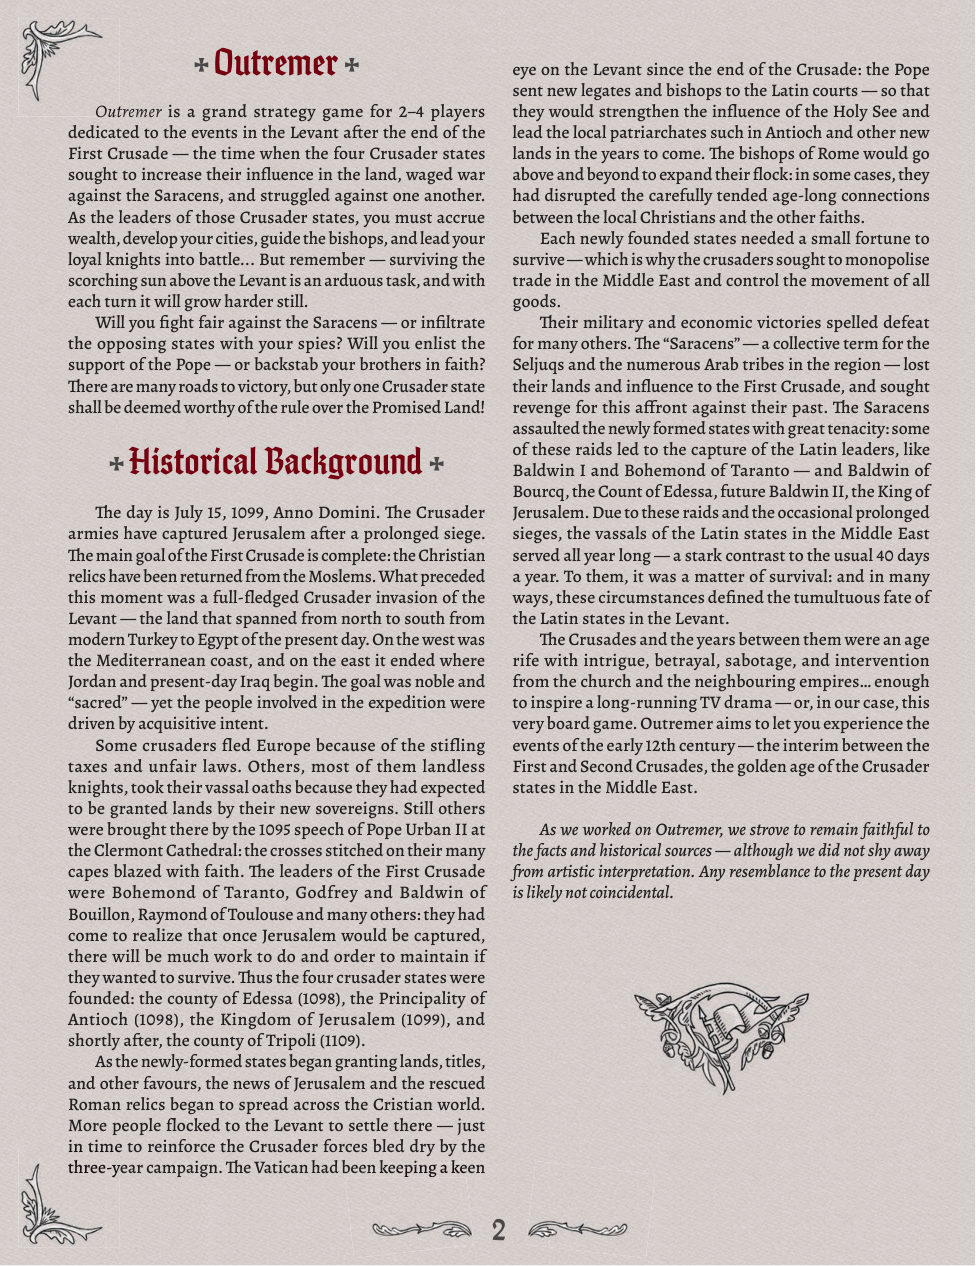 Outremer
Outremer is a grand strategy game for 2–4 players
dedicated to the events in the Levant after the end of the
First Crusade — the time when the four Crusader states
sought to increase their influence in the land, waged war
against the Saracens, and struggled against one another.
As the leaders of those Crusader states, you must accrue
wealth, develop your cities, guide the bishops, and lead your
loyal knights into battle... But remember — surviving the
scorching sun above the Levant is an arduous task, and with
each turn it will grow harder still.
Will you fight fair against the Saracens — or infiltrate
the opposing states with your spies? Will you enlist the
support of the Pope — or backstab your brothers in faith?
There are many roads to victory, but only one Crusader state
shall be deemed worthy of the rule over the Promised Land!
Historical Background
The day is July 15, 1099, Anno Domini. The Crusader
armies have captured Jerusalem after a prolonged siege.
The main goal of the First Crusade is complete: the Christian
relics have been returned from the Moslems. What preceded
this moment was a full-fledged Crusader invasion of the
Levant — the land that spanned from north to south from
modern Turkey to Egypt of the present day. On the west was
the Mediterranean coast, and on the east it ended where
Jordan and present-day Iraq begin. The goal was noble and
“sacred” — yet the people involved in the expedition were
driven by acquisitive intent.
Some crusaders fled Europe because of the stifling
taxes and unfair laws. Others, most of them landless
knights, took their vassal oaths because they had expected
to be granted lands by their new sovereigns. Still others
were brought there by the 1095 speech of Pope Urban II at
the Clermont Cathedral: the crosses stitched on their many
capes blazed with faith. The leaders of the First Crusade
were Bohemond of Taranto, Godfrey and Baldwin of
Bouillon, Raymond of Toulouse and many others: they had
come to realize that once Jerusalem would be captured,
there will be much work to do and order to maintain if
they wanted to survive. Thus the four crusader states were
founded: the county of Edessa (1098), the Principality of
Antioch (1098), the Kingdom of Jerusalem (1099), and
shortly after, the county of Tripoli (1109).
As the newly-formed states began granting lands, titles,
and other favours, the news of Jerusalem and the rescued
Roman relics began to spread across the Cristian world.
More people flocked to the Levant to settle there — just
in time to reinforce the Crusader forces bled dry by the
three-year campaign. The Vatican had been keeping a keen
eye on the Levant since the end of the Crusade: the Pope
sent new legates and bishops to the Latin courts — so that
they would strengthen the influence of the Holy See and
lead the local patriarchates such in Antioch and other new
lands in the years to come. The bishops of Rome would go
above and beyond to expand their flock: in some cases, they
had disrupted the carefully tended age-long connections
between the local Christians and the other faiths.
Each newly founded states needed a small fortune to
survive — which is why the crusaders sought to monopolise
trade in the Middle East and control the movement of all
goods.
Their military and economic victories spelled defeat
for many others. The “Saracens” — a collective term for the
Seljuqs and the numerous Arab tribes in the region — lost
their lands and influence to the First Crusade, and sought
revenge for this affront against their past. The Saracens
assaulted the newly formed states with great tenacity: some
of these raids led to the capture of the Latin leaders, like
Baldwin I and Bohemond of Taranto — and Baldwin of
Bourcq, the Count of Edessa, future Baldwin II, the King of
Jerusalem. Due to these raids and the occasional prolonged
sieges, the vassals of the Latin states in the Middle East
served all year long — a stark contrast to the usual 40 days
a year. To them, it was a matter of survival: and in many
ways, these circumstances defined the tumultuous fate of
the Latin states in the Levant.
The Crusades and the years between them were an age
rife with intrigue, betrayal, sabotage, and intervention
from the church and the neighbouring empires... enough
to inspire a long-running TV drama — or, in our case, this
very board game. Outremer aims to let you experience the
events of the early 12th century — the interim between the
First and Second Crusades, the golden age of the Crusader
states in the Middle East.
As we worked on Outremer, we strove to remain faithful to
the facts and historical sources — although we did not shy away
from artistic interpretation. Any resemblance to the present day
is likely not coincidental.
2